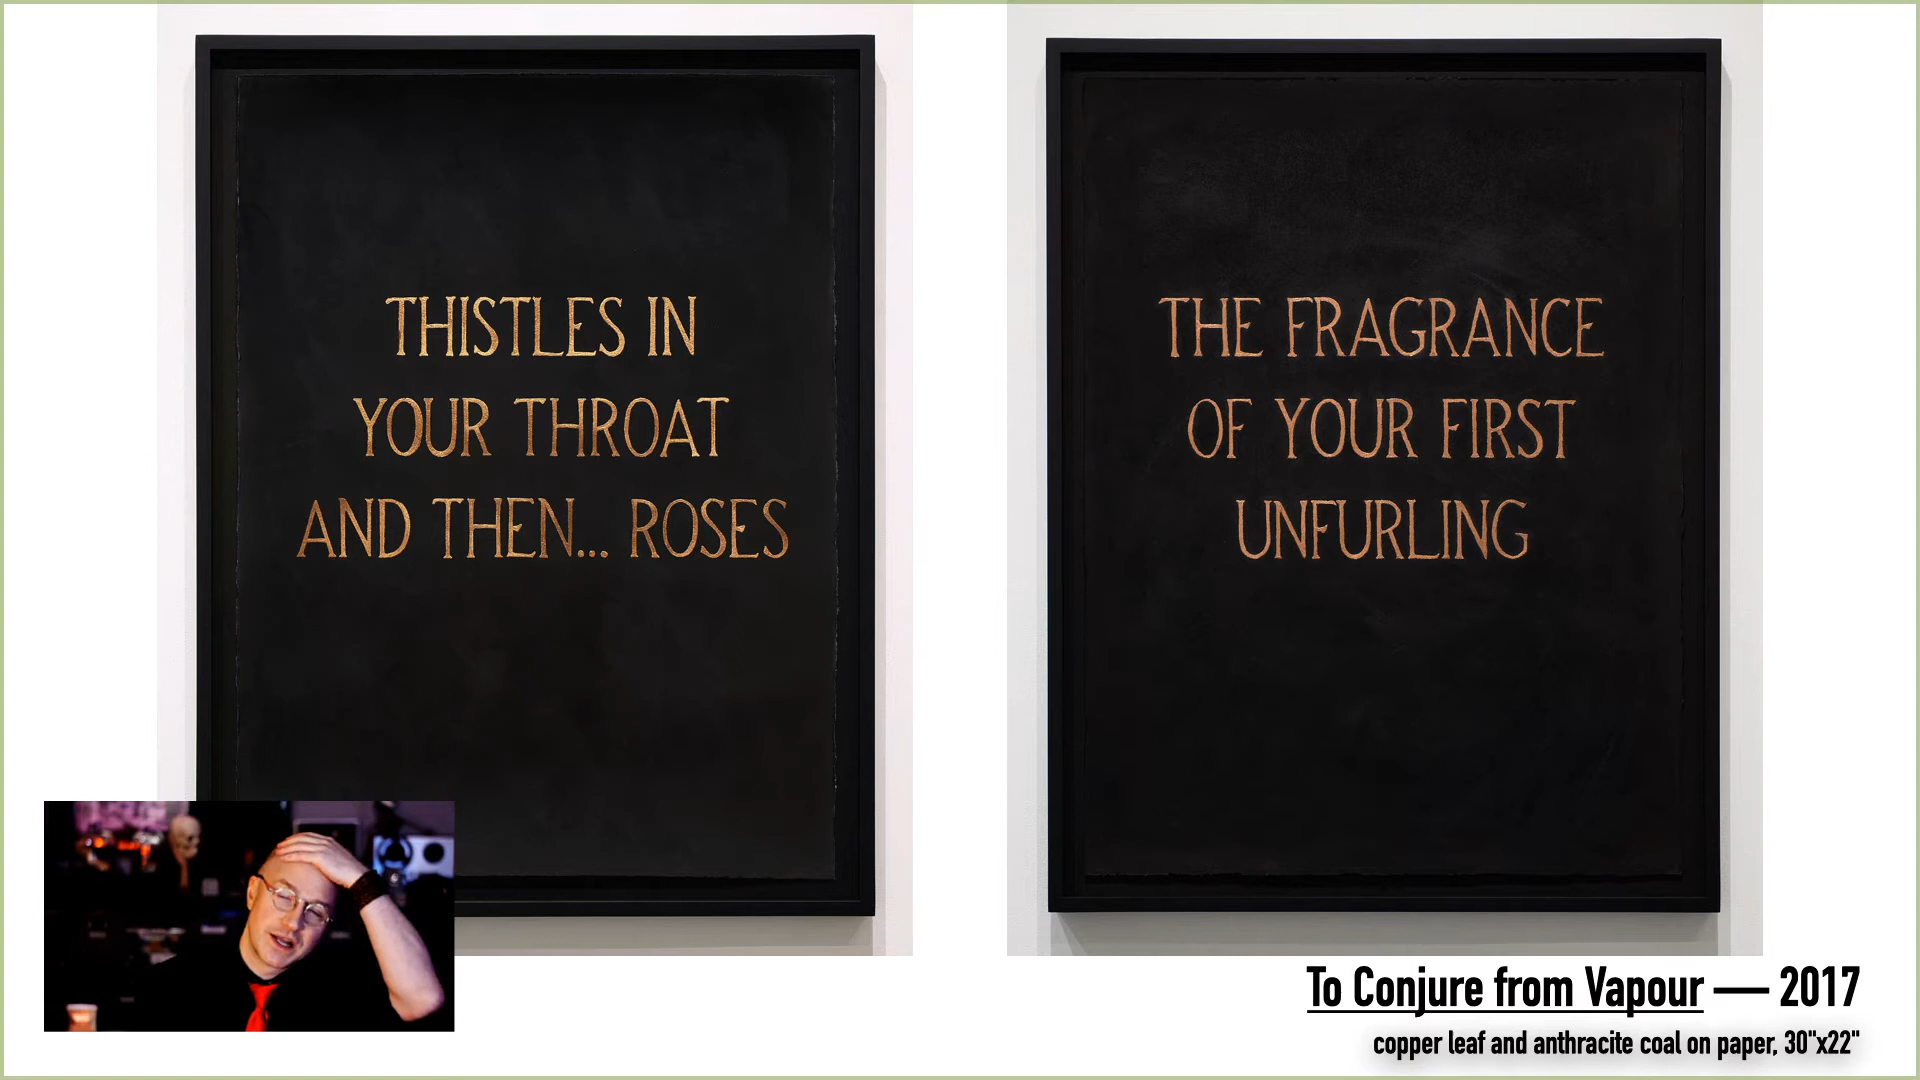 THISTLES IN
YOUR THROAT
AND THEN... ROSES
THE FRAGRANCE
OF YOUR FIRST
UNFURLING
To Conjure from Vapour — 2017
copper leaf and anthracite coal on paper, 30"x22"